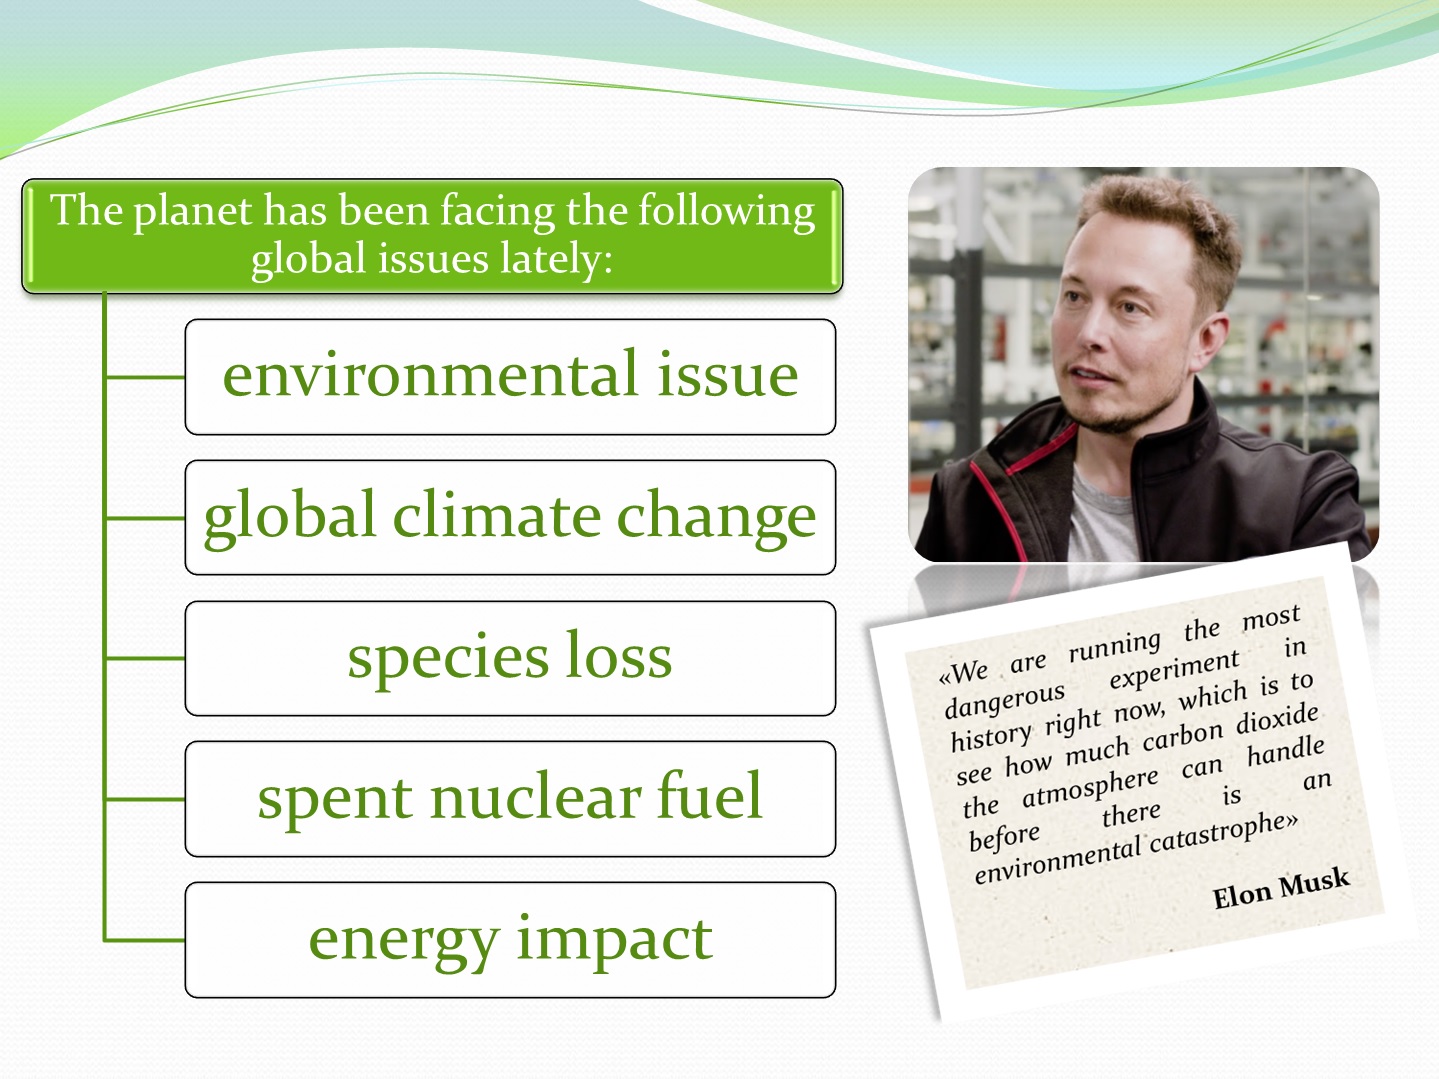 The planet has been facing the following
global issues lately:
environmental issue
global climate change
species loss
spent nuclear fuel
energy impact
«We are running the most
dangerous experiment in
history right now, which is to
see how much carbon dioxide
the atmosphere can handle
before there is an
environmental catastrophe»
Elon Musk